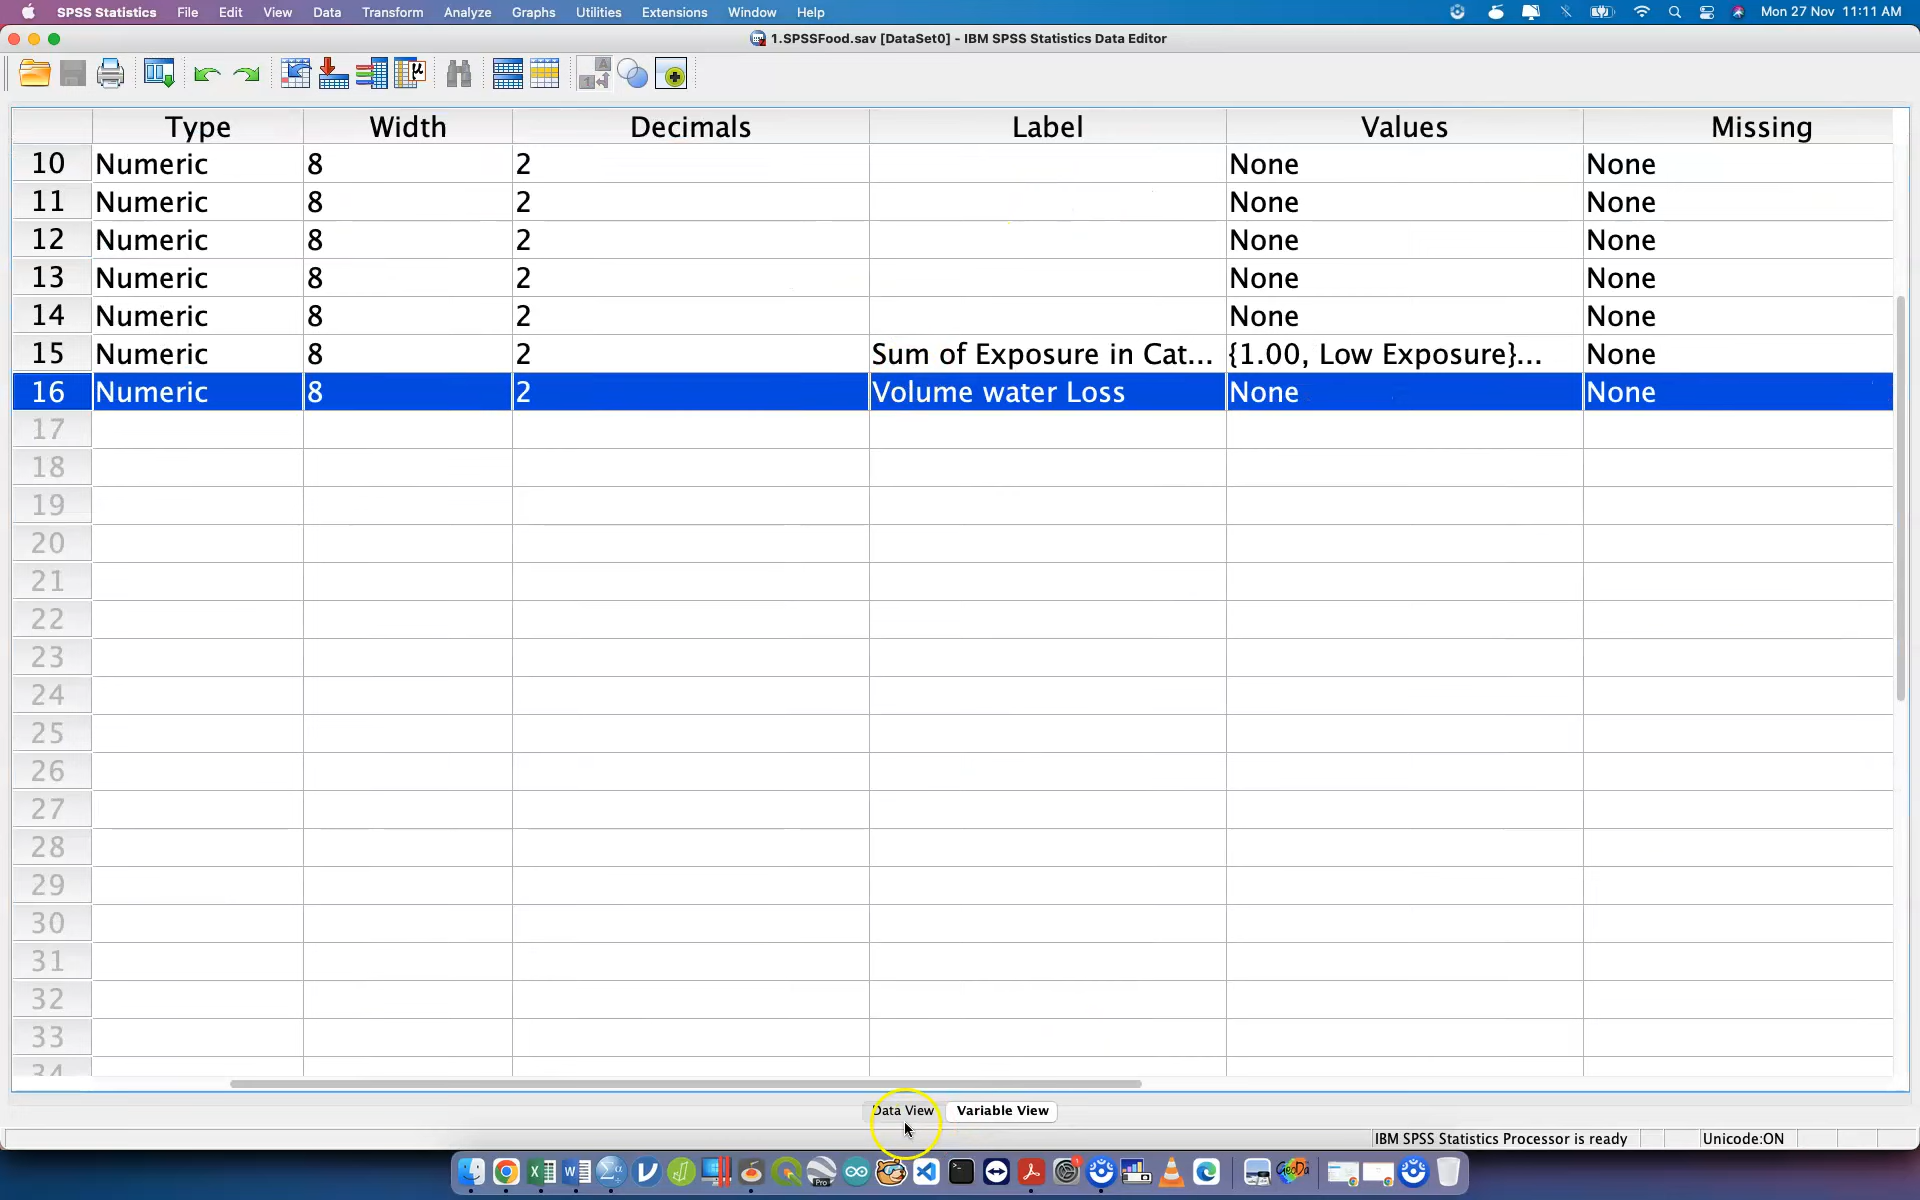 SPSS Statistics File Edit View Data Transform Analyze Graphs Utilities Extensions Window Help Mon 27 Nov 11:11 AM
1.SPSSFood.sav [DataSet0] - IBM SPSS Statistics Data Editor
Type Width Decimals Label Values Missing
10 Numeric 8 2 None None
11 Numeric 8 2 None None
12 Numeric 8 2 None None
13 Numeric 8 2 None None
14 Numeric 8 2 None None
15 Numeric 8 2 Sum of Exposure in Cat... {1.00, Low Exposure}... None
16 Numeric 8 2 Volume water Loss None None
17
18
19
20
21
22
23
24
25
26
27
28
29
30
31
32
33
34
Data View Variable View
IBM SPSS Statistics Processor is ready Unicode:ON
Pro GeoDa